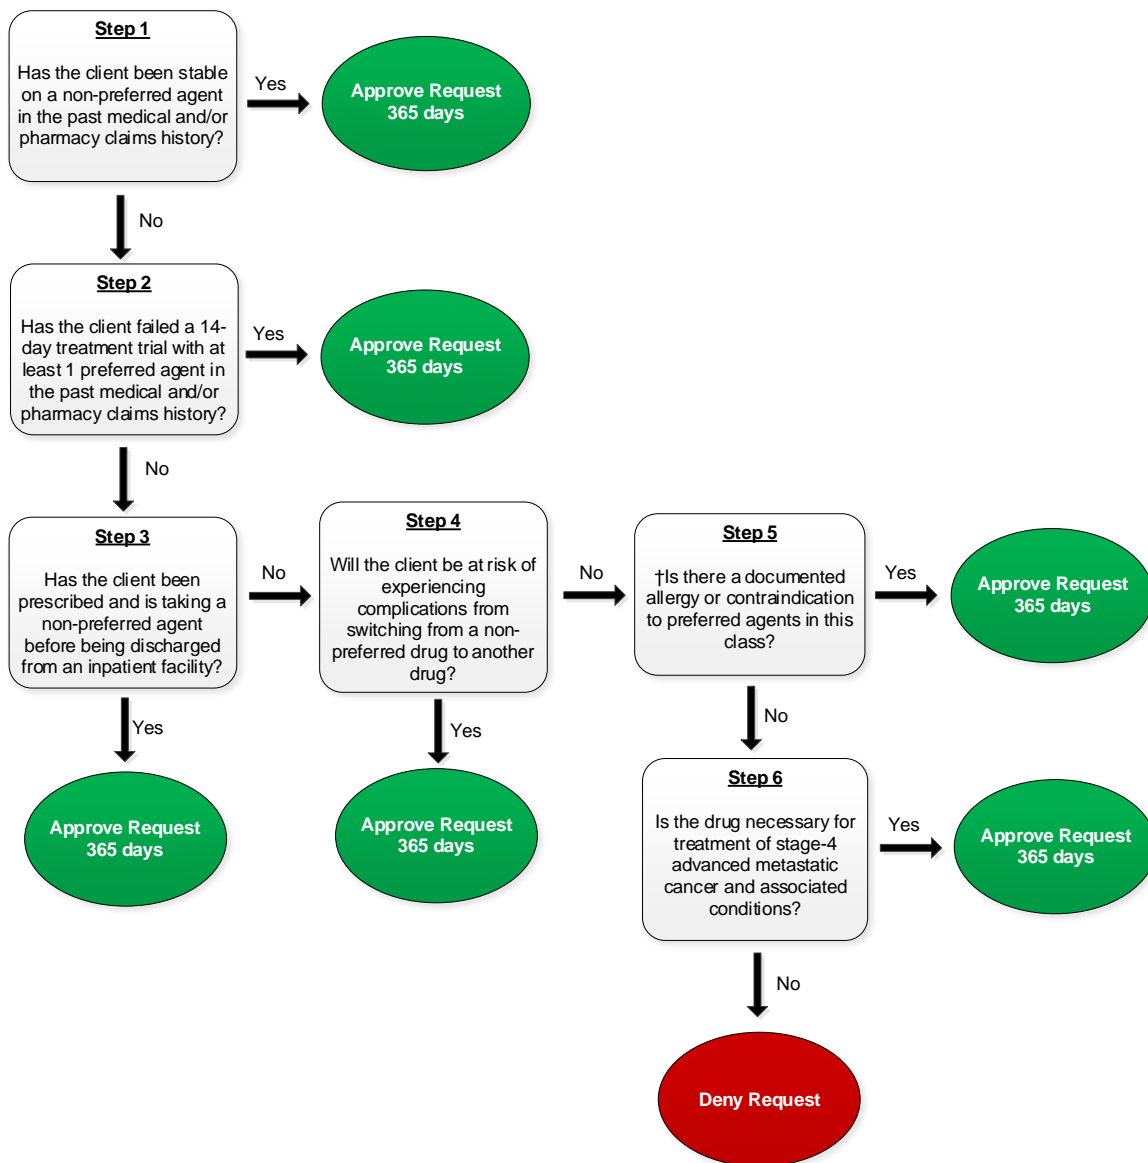 Step 1
Has the client been stable
on a non-preferred agent
in the past medical and/or
pharmacy claims history?
Yes
Approve Request
365 days
No
Step 2
Has the client failed a 14-
day treatment trial with at
least 1 preferred agent in
the past medical and/or
pharmacy claims history?
Yes
Approve Request
365 days
No
Step 3
Has the client been
prescribed and is taking a
non-preferred agent
before being discharged
from an inpatient facility?
No
Step 4
Will the client be at risk of
experiencing
complications from
switching from a non-
preferred drug to another
drug?
No
Step 5
†Is there a documented
allergy or contraindication
to preferred agents in this
class?
Yes
Approve Request
365 days
Yes
Approve Request
365 days
Yes
Approve Request
365 days
No
Step 6
Is the drug necessary for
treatment of stage-4
advanced metastatic
cancer and associated
conditions?
Yes
Approve Request
365 days
No
Deny Request